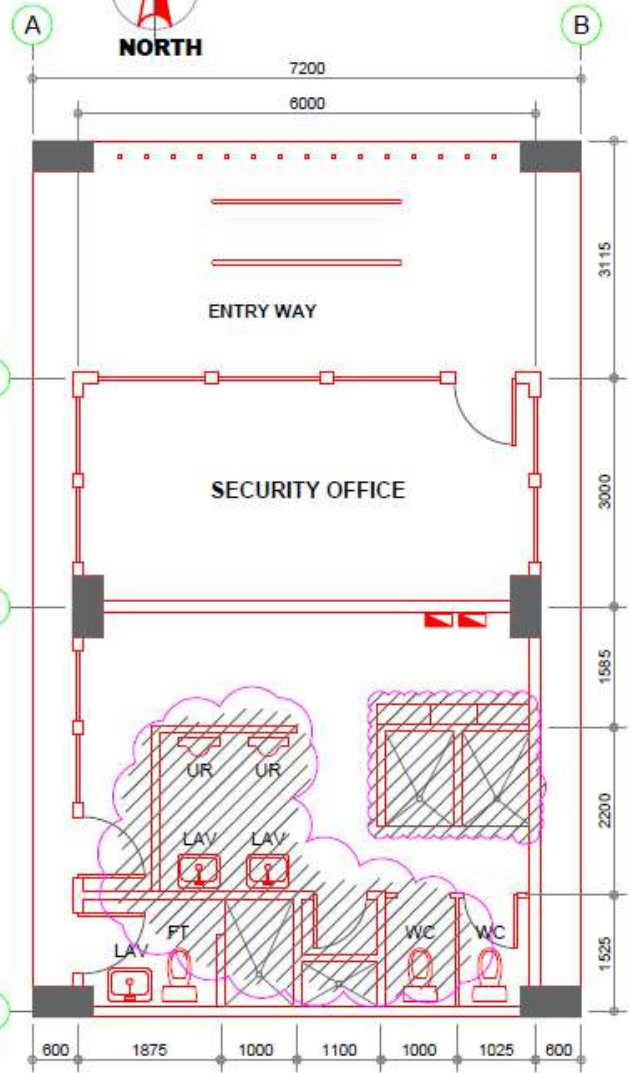 A
B
NORTH
7200
6000
3115
ENTRY WAY
SECURITY OFFICE
3000
1585
UR UR
2200
LAV LAV
FT WC WC
LAV
1525
600 1875 1000 1100 1000 1025 600